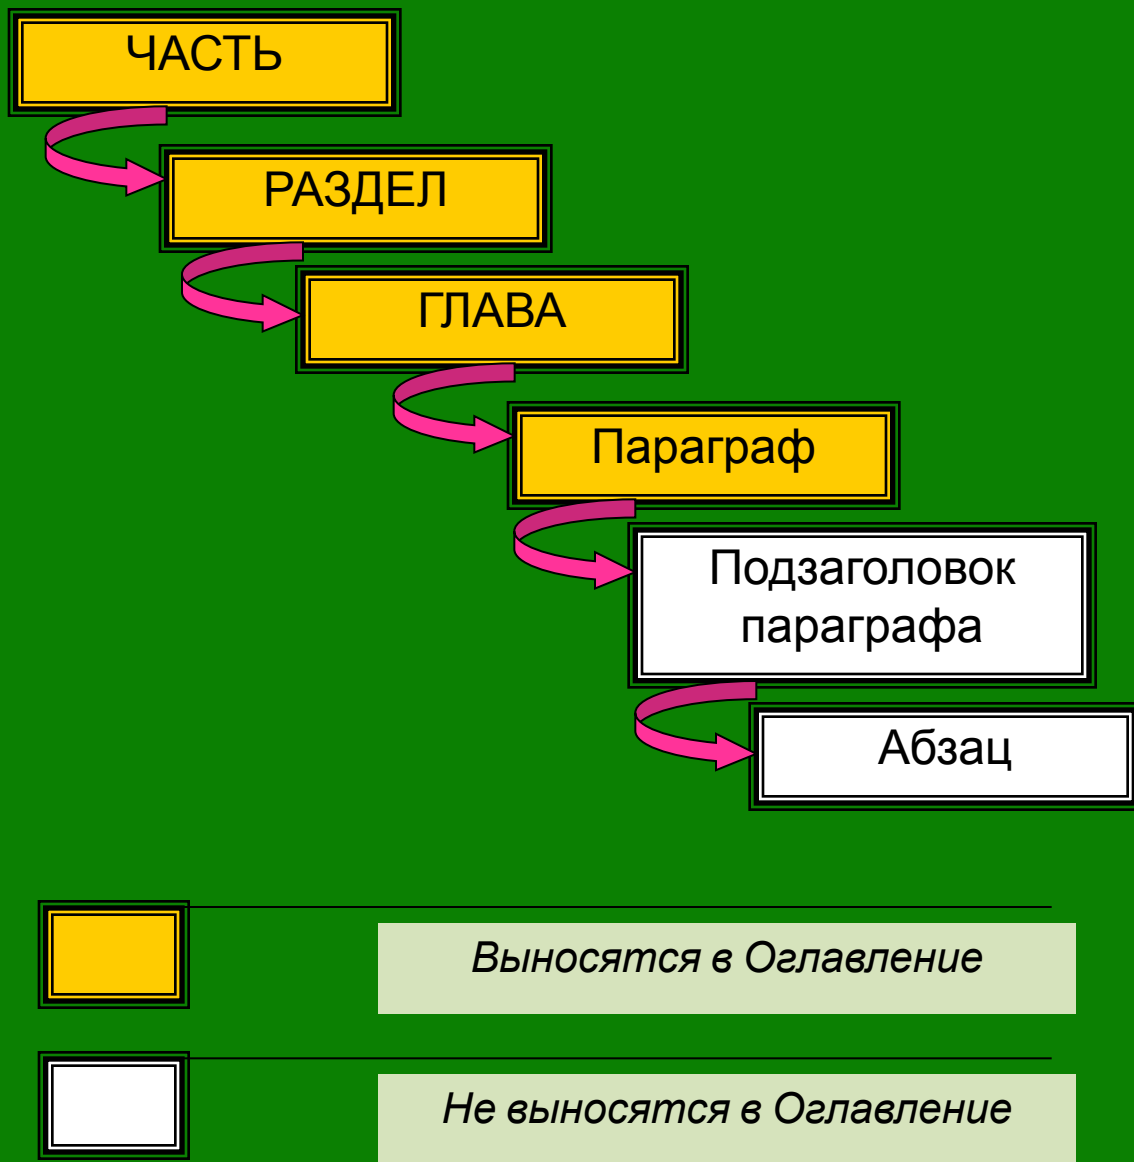 ЧАСТЬ
РАЗДЕЛ
ГЛАВА
Параграф
Подзаголовок
параграфа
Абзац
Выносятся в Оглавление
Не выносятся в Оглавление